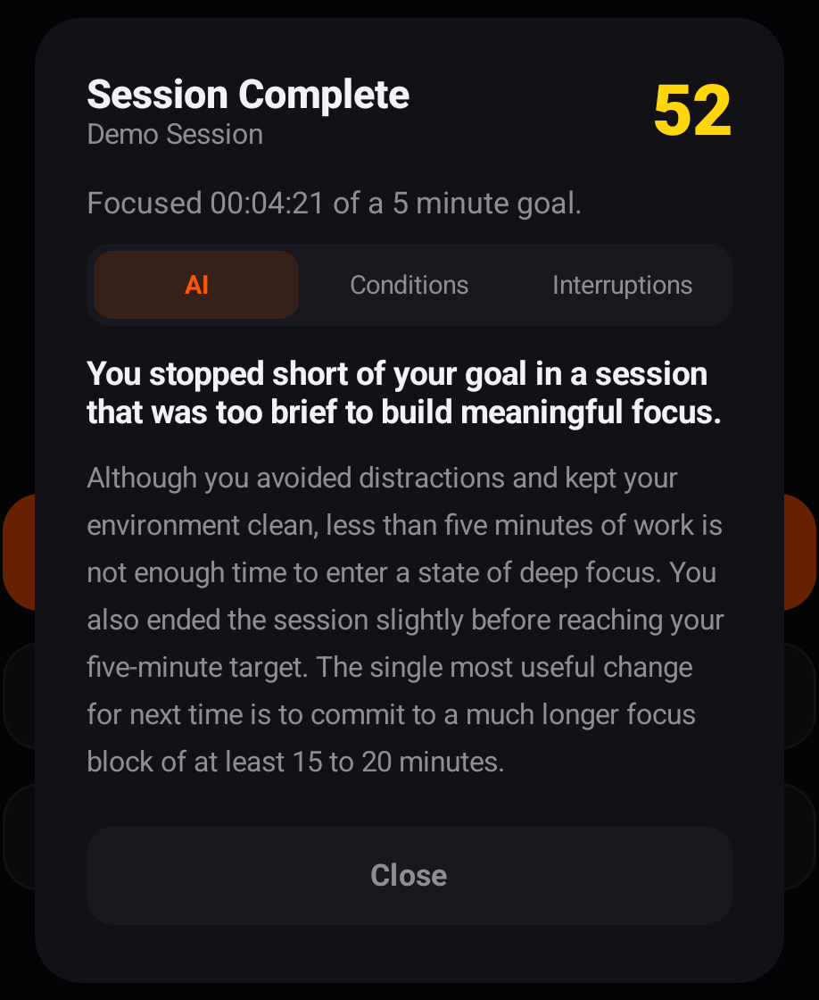 Session Complete
52
Demo Session
Focused 00:04:21 of a 5 minute goal.
AI
Conditions
Interruptions
You stopped short of your goal in a session
that was too brief to build meaningful focus.
Although you avoided distractions and kept your
environment clean, less than five minutes of work is
not enough time to enter a state of deep focus. You
also ended the session slightly before reaching your
five-minute target. The single most useful change
for next time is to commit to a much longer focus
block of at least 15 to 20 minutes.
Close